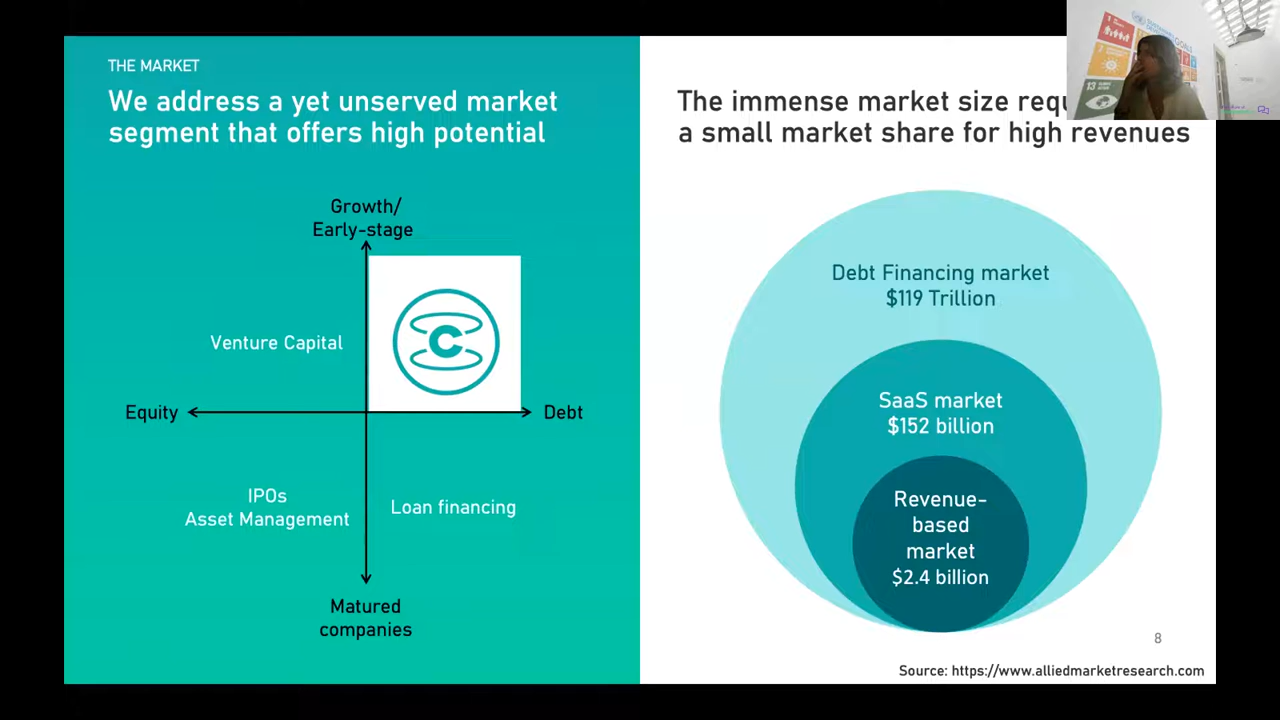 THE MARKET
We address a yet unserved market
segment that offers high potential
Growth/
Early-stage
C
Venture Capital
Equity
Debt
IPOs
Asset Management
Loan financing
Matured
companies
The immense market size
a small market share for high revenues
Debt Financing market
$119 Trillion
SaaS market
$152 billion
Revenue-
based
market
$2.4 billion
8
Source: https://www.alliedmarketresearch.com
GOALS
13